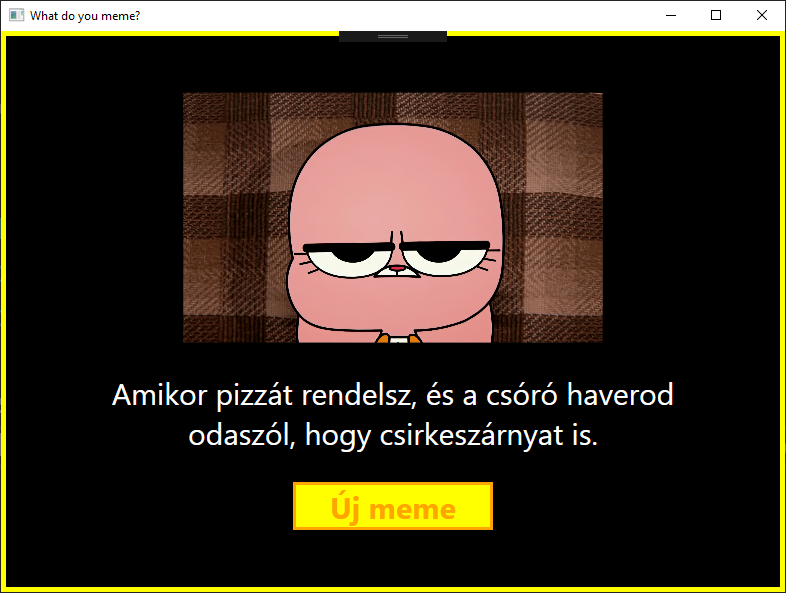 What do you meme?
Amikor pizzát rendelsz, és a csóró haverod
odaszól, hogy csirkeszárnyat is.
Új meme